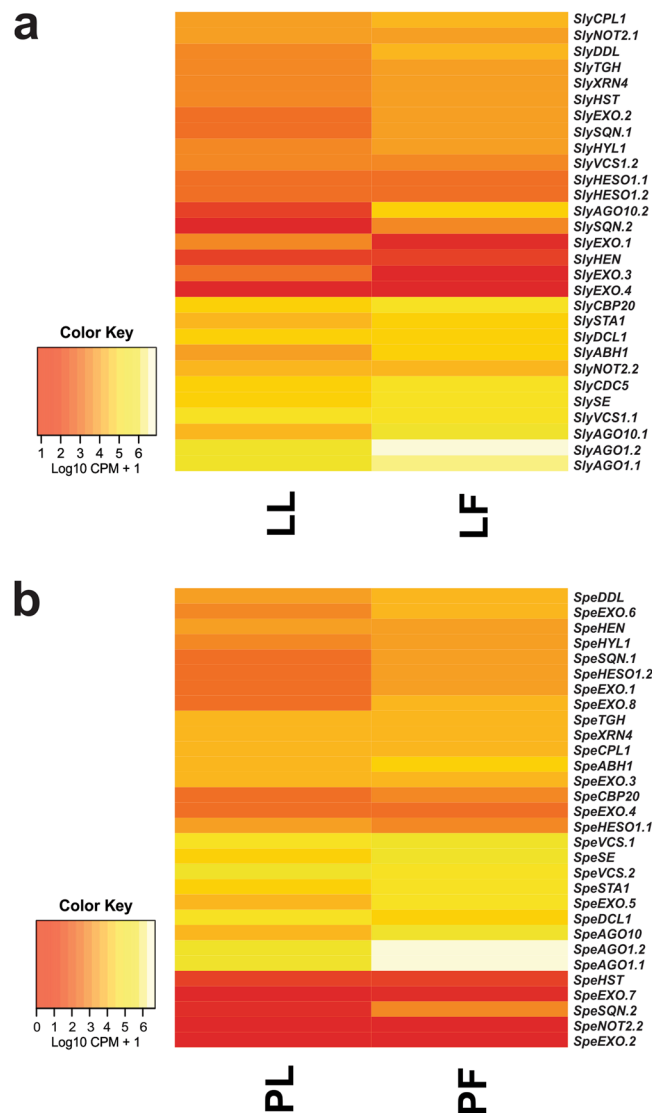 a
SlyCPL1
SlyNOT2.1
SlyDDL
SlyTGH
SlyXRN4
SlyHST
SlyEXO.2
SlySQN.1
SlyHYL1
SlyVCS1.2
SlyHESO1.1
SlyHESO1.2
SlyAGO10.2
SlySQN.2
SlyEXO.1
SlyHEN
SlyEXO.3
SlyEXO.4
SlyCBP20
SlySTA1
SlyDCL1
SlyABH1
SlyNOT2.2
SlyCDC5
SlySE
SlyVCS1.1
SlyAGO10.1
SlyAGO1.2
SlyAGO1.1
Color Key
1 2 3 4 5 6
Log10 CPM + 1
LL LF
b
SpeDDL
SpeEXO.6
SpeHEN
SpeHYL1
SpeSQN.1
SpeHESO1.2
SpeEXO.1
SpeEXO.8
SpeTGH
SpeXRN4
SpeCPL1
SpeABH1
SpeEXO.3
SpeCBP20
SpeEXO.4
SpeHESO1.1
SpeVCS.1
SpeSE
SpeVCS.2
SpeSTA1
SpeEXO.5
SpeDCL1
SpeAGO10
SpeAGO1.2
SpeAGO1.1
SpeHST
SpeEXO.7
SpeSQN.2
SpeNOT2.2
SpeEXO.2
Color Key
0 1 2 3 4 5 6
Log10 CPM + 1
PL PF